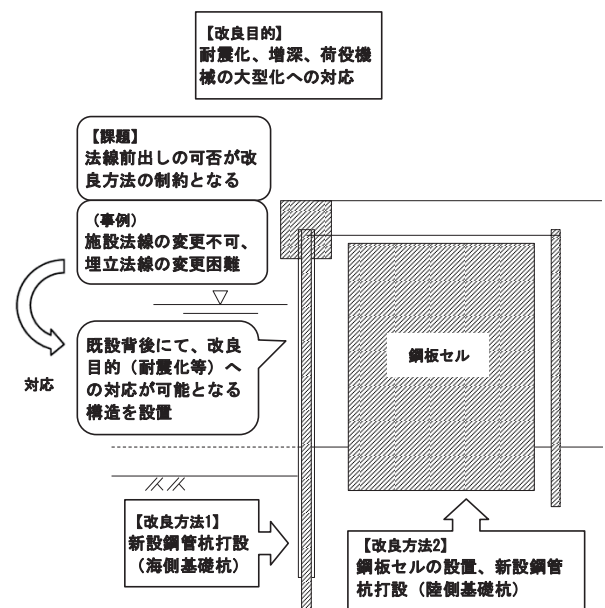 【改良目的】
耐震化、増深、荷役機
械の大型化への対応
【課題】
法線前出しの可否が改
良方法の制約となる
（事例）
施設法線の変更不可、
埋立法線の変更困難
対応
既設背後にて、改良
目的（耐震化等）へ
の対応が可能となる
構造を設置
鋼板セル
【改良方法1】
新設鋼管杭打設
（海側基礎杭）
【改良方法2】
鋼板セルの設置、新設鋼管
杭打設（陸側基礎杭）